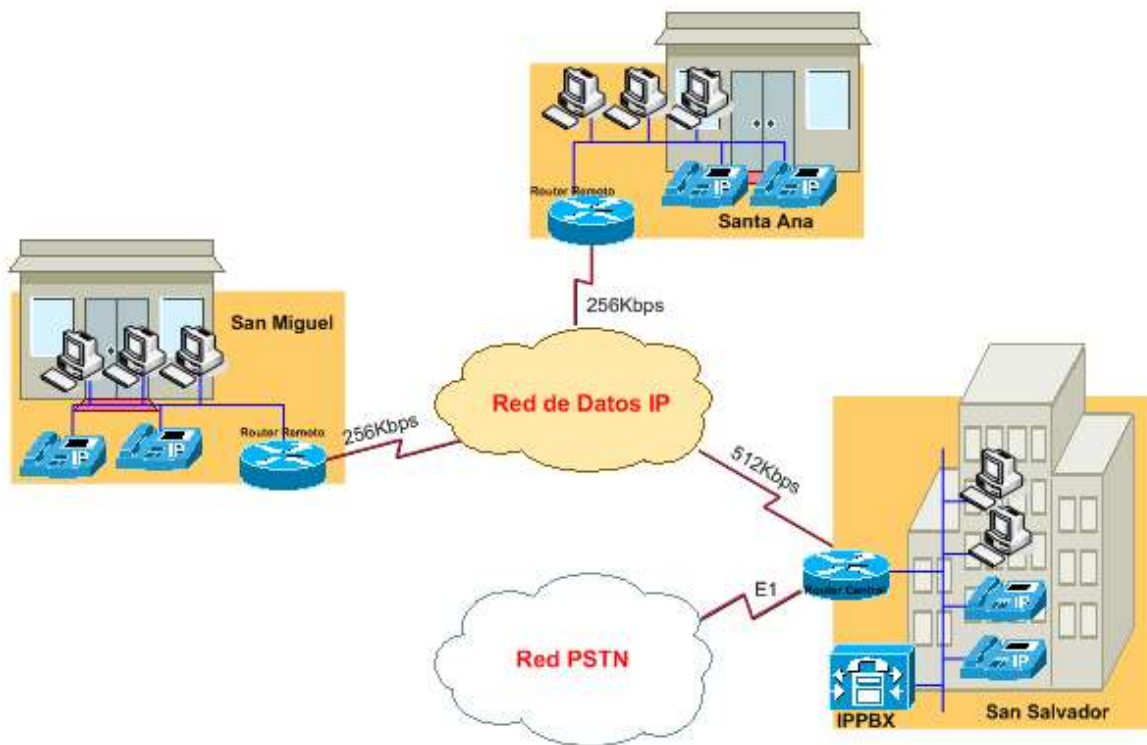 Router Remoto
IP
IP
Santa Ana
256Kbps
San Miguel
Router Remoto
IP
IP
256Kbps
Red de Datos IP
512Kbps
E1
Router Central
IP
IP
Red PSTN
IPPBX
San Salvador